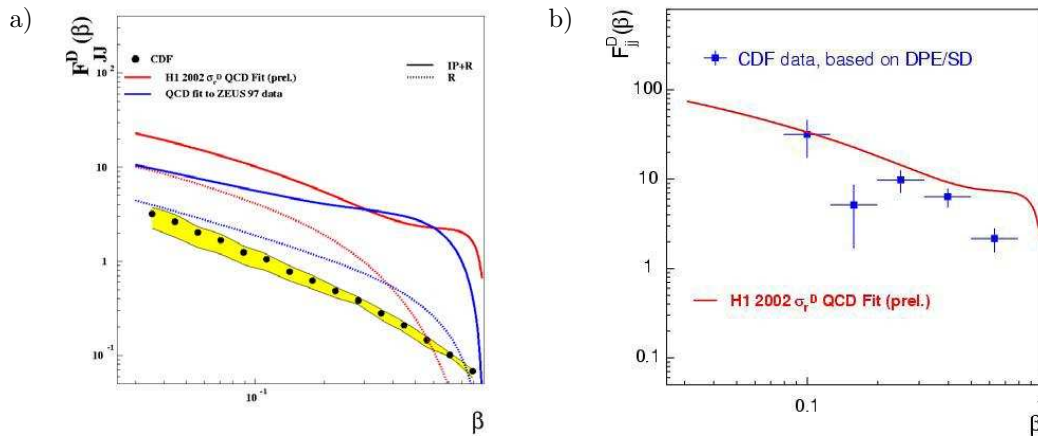 a)
F^D_JJ(β)
CDF
H1 2002 σ_r^D QCD Fit (prel.)
QCD fit to ZEUS 97 data
IP+R
R
10^2
10
1
10^-1
10^-1
β
b)
F^D_jj(β)
CDF data, based on DPE/SD
H1 2002 σ_r^D QCD Fit (prel.)
100
10
1
0.1
0.1
1
β